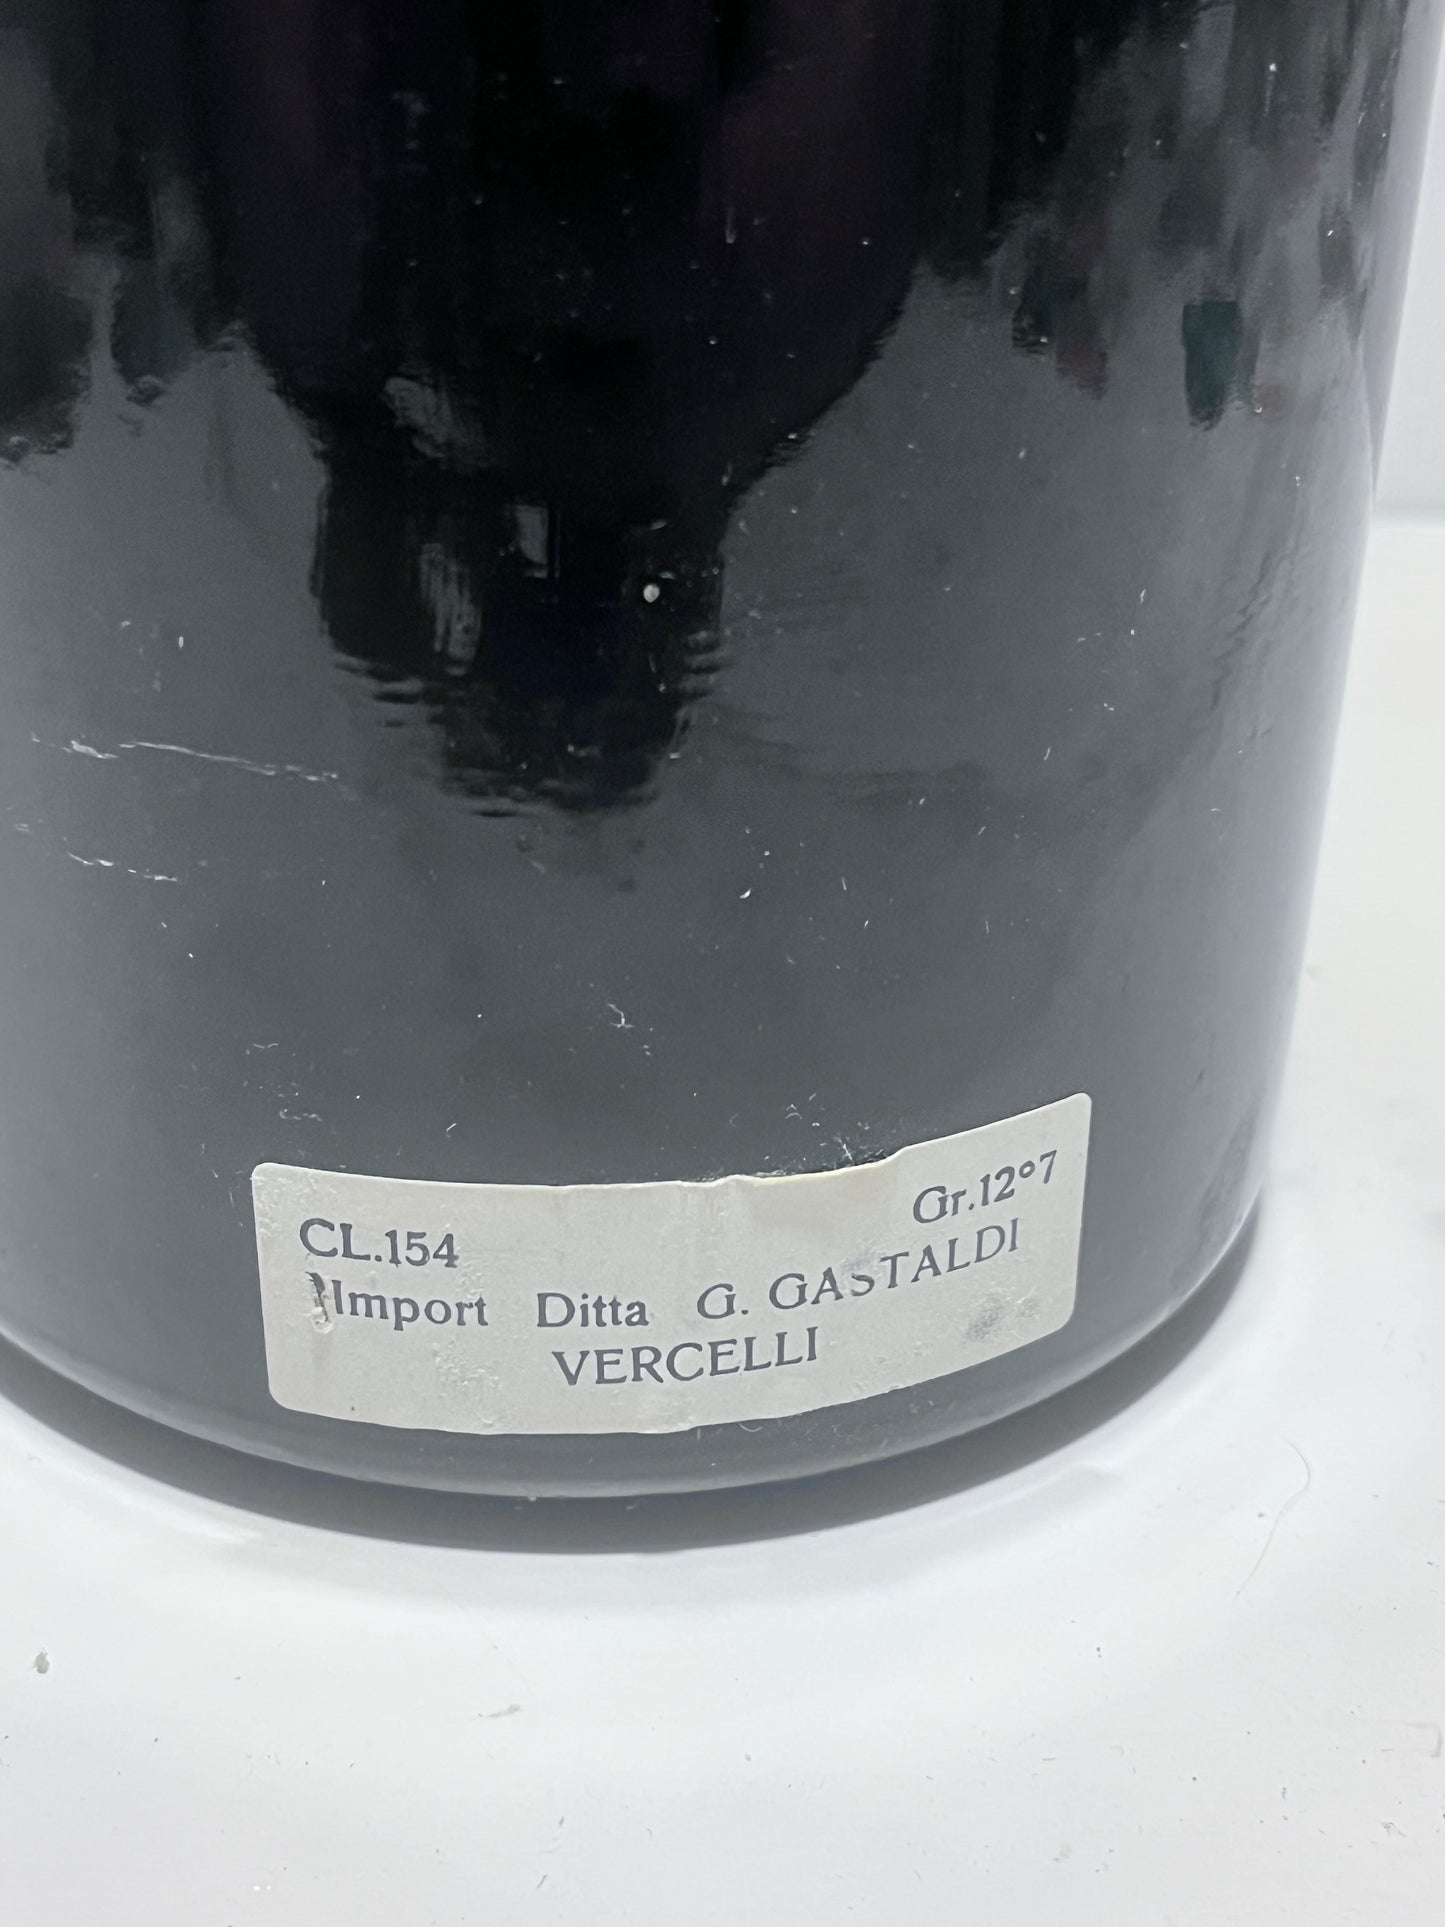 CL.154 Gr.12°7
Import Ditta G. GASTALDI
VERCELLI